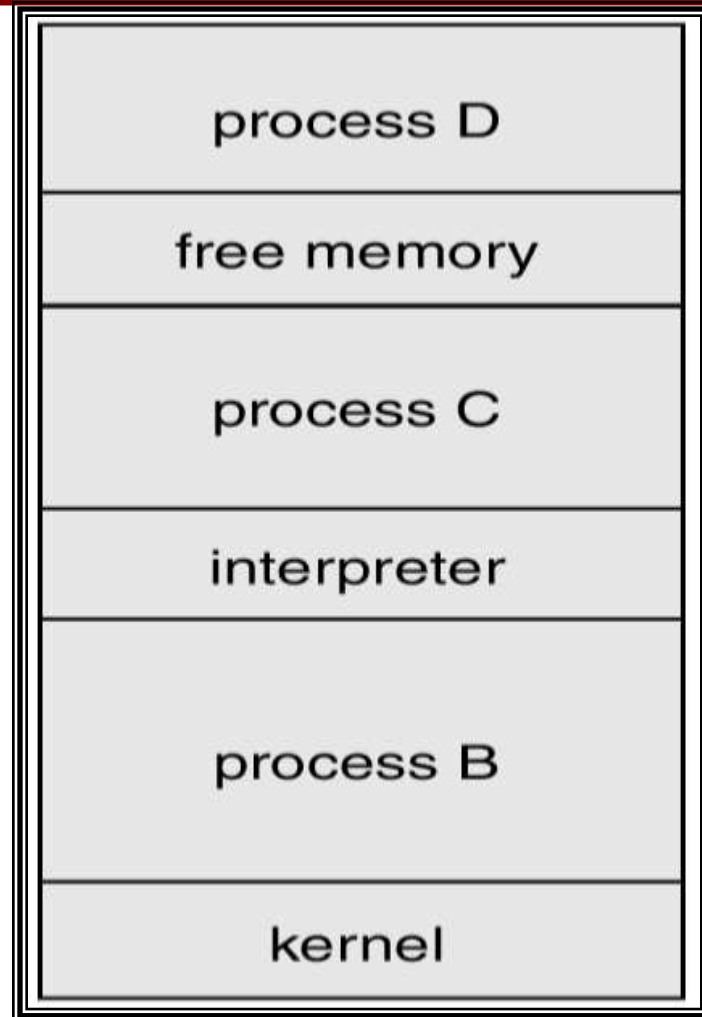 process D
free memory
process C
interpreter
process B
kernel